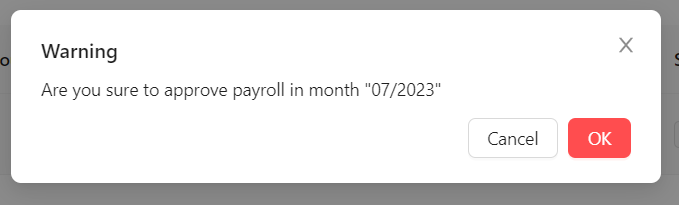 Warning
Are you sure to approve payroll in month "07/2023"
Cancel
OK